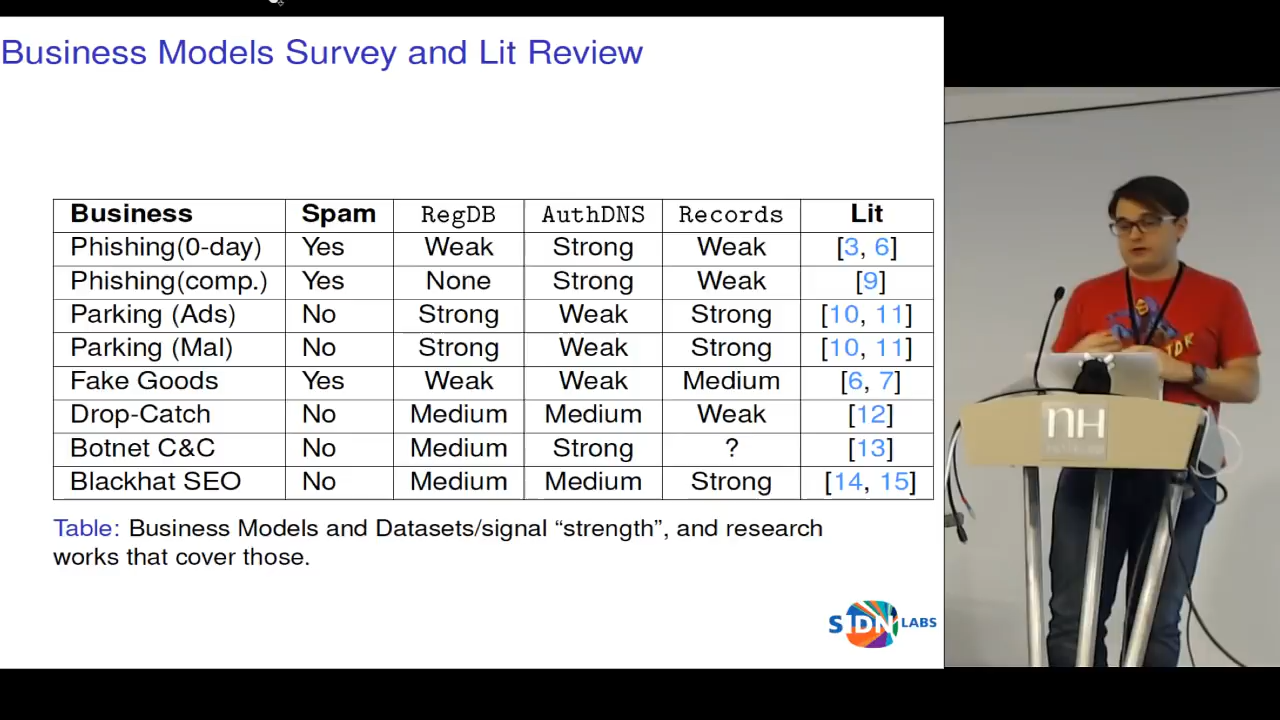 Business Models Survey and Lit Review
Business Spam RegDB AuthDNS Records Lit
Phishing(0-day) Yes Weak Strong Weak [3, 6]
Phishing(comp.) Yes None Strong Weak [9]
Parking (Ads) No Strong Weak Strong [10, 11]
Parking (Mal) No Strong Weak Strong [10, 11]
Fake Goods Yes Weak Weak Medium [6, 7]
Drop-Catch No Medium Medium Weak [12]
Botnet C&C No Medium Strong ? [13]
Blackhat SEO No Medium Medium Strong [14, 15]
Table: Business Models and Datasets/signal “strength”, and research
works that cover those.
SIDN LABS
NH